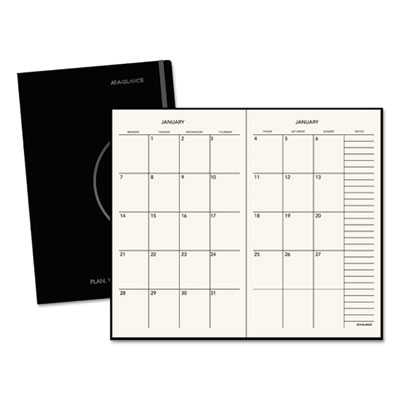 AT-A-GLANCE
PLAN.
JANUARY
MONDAY TUESDAY WEDNESDAY THURSDAY
1 2 3
7 8 9 10
14 15 16 17
21 22 23 24
28 29 30 31
JANUARY
FRIDAY SATURDAY SUNDAY NOTES
4 5 6
11 12 13
18 19 20
25 26 27
AT-A-GLANCE